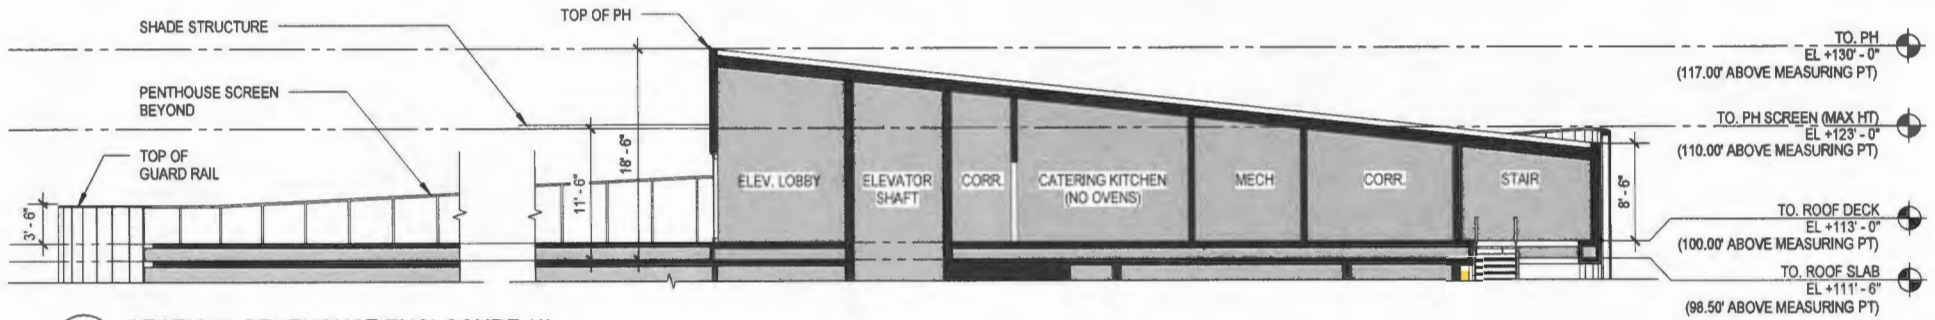 SHADE STRUCTURE
TOP OF PH
PENTHOUSE SCREEN
BEYOND
TOP OF
GUARD RAIL
3' - 6"
11' - 6"
18' - 6"
ELEV. LOBBY
ELEVATOR
SHAFT
CORR.
CATERING KITCHEN
(NO OVENS)
MECH
CORR.
STAIR
8' - 6"
TO. PH
EL +130' - 0"
(117.00' ABOVE MEASURING PT)
TO. PH SCREEN (MAX HT)
EL +123' - 0"
(110.00' ABOVE MEASURING PT)
TO. ROOF DECK
EL +113' - 0"
(100.00' ABOVE MEASURING PT)
TO. ROOF SLAB
EL +111' - 6"
(98.50' ABOVE MEASURING PT)